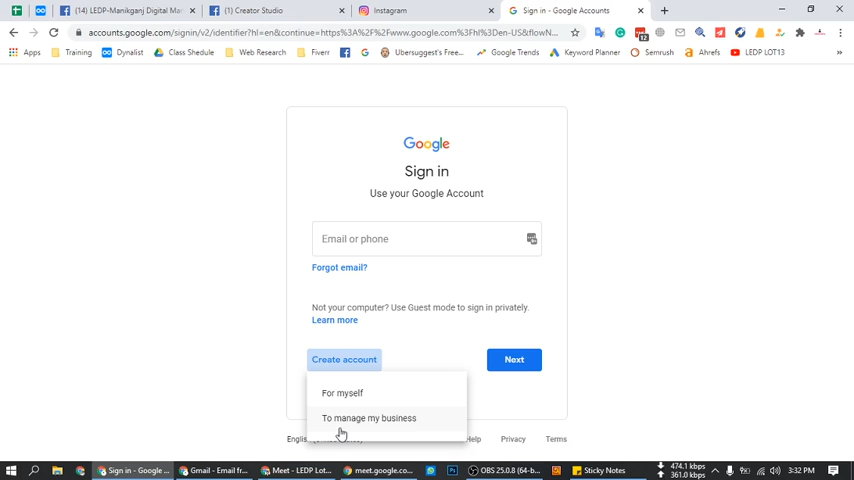 (14) LEDP-Manikganj Digital Mar
(1) Creator Studio
Instagram
Sign in - Google Accounts
accounts.google.com/signin/v2/identifier?hl=en&continue=https%3A%2F%2Fwww.google.com%2F%3Fhl%3Den-US&flowN...
12
Apps
Training
Dynalist
Class Shedule
Web Research
Fiverr
Ubersuggest's Free...
Google Trends
Keyword Planner
Semrush
Ahrefs
LEDP LOT13
Google
Sign in
Use your Google Account
Email or phone
Forgot email?
Not your computer? Use Guest mode to sign in privately.
Learn more
Create account
Next
For myself
To manage my business
Help
Privacy
Terms
Sign in - Google ...
Gmail - Email fr...
Meet - LEDP Lot...
meet.google.co...
OBS 25.0.8 (64-b...
Sticky Notes
474.1 kbps
361.0 kbps
3:32 PM